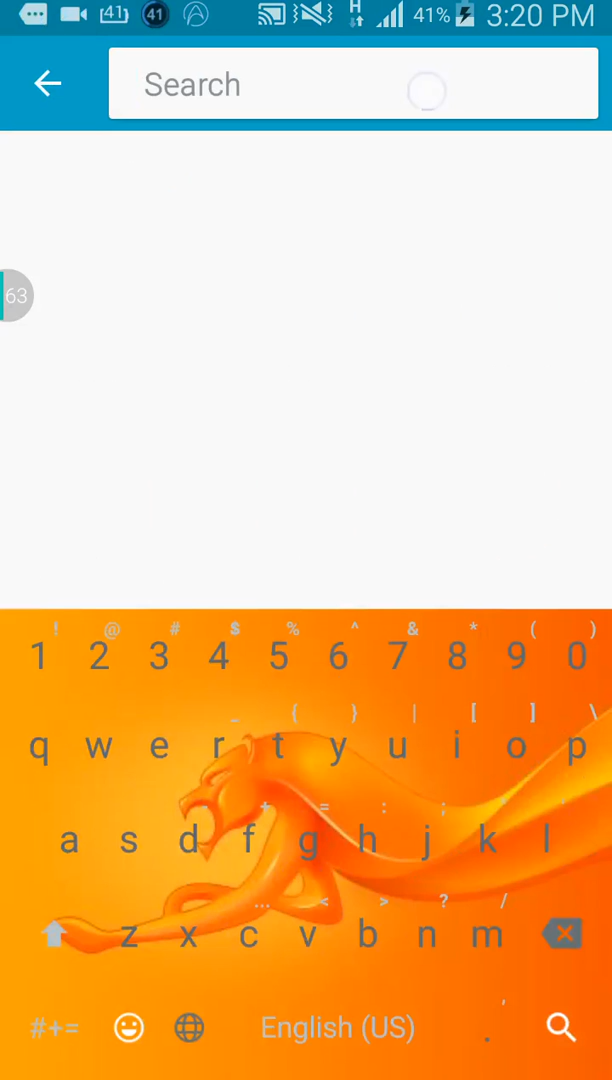 41 41 H 41% 3:20 PM
Search
63
! @ # $ % ^ & * ( )
1 2 3 4 5 6 7 8 9 0
_ { } | [ ] \
q w e r t y u i o p
+ = : ;
a s d f g h j k l
... < > ? /
z x c v b n m
#+= English (US) . ,